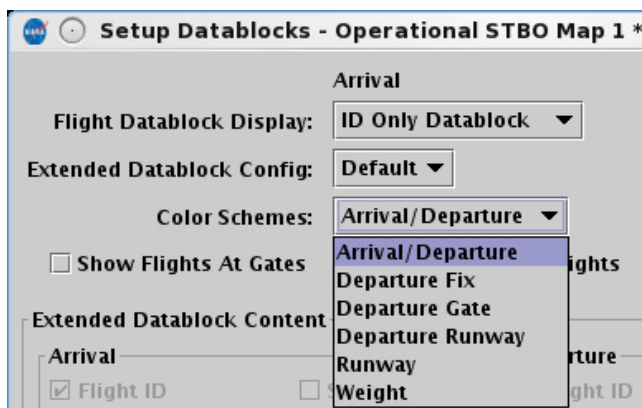 Setup Datablocks - Operational STBO Map 1 *
Arrival
Flight Datablock Display: ID Only Datablock
Extended Datablock Config: Default
Color Schemes: Arrival/Departure
Arrival/Departure
Show Flights At Gates ights
Departure Fix
Departure Gate
Extended Datablock Content
Departure Runway
Arrival rture
Runway
Flight ID S ght ID
Weight